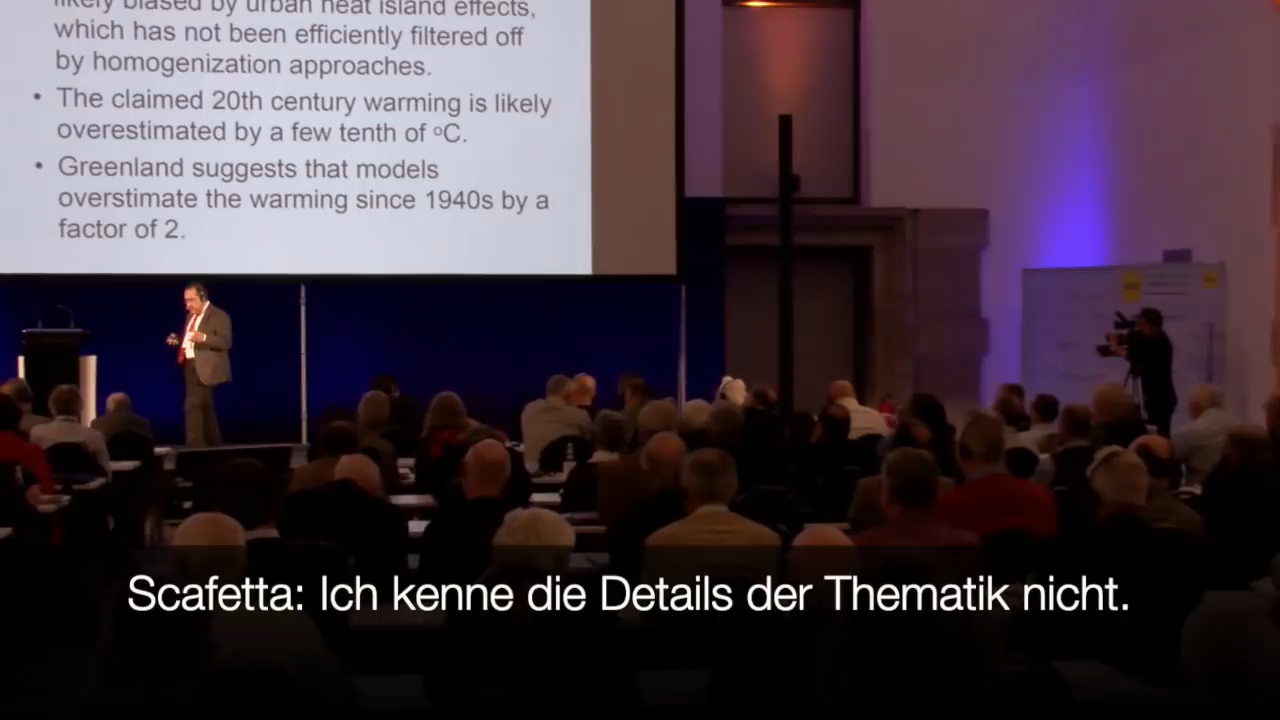 likely biased by urban heat island effects,
which has not been efficiently filtered off
by homogenization approaches.
• The claimed 20th century warming is likely
overestimated by a few tenth of °C.
• Greenland suggests that models
overstimate the warming since 1940s by a
factor of 2.
Scafetta: Ich kenne die Details der Thematik nicht.